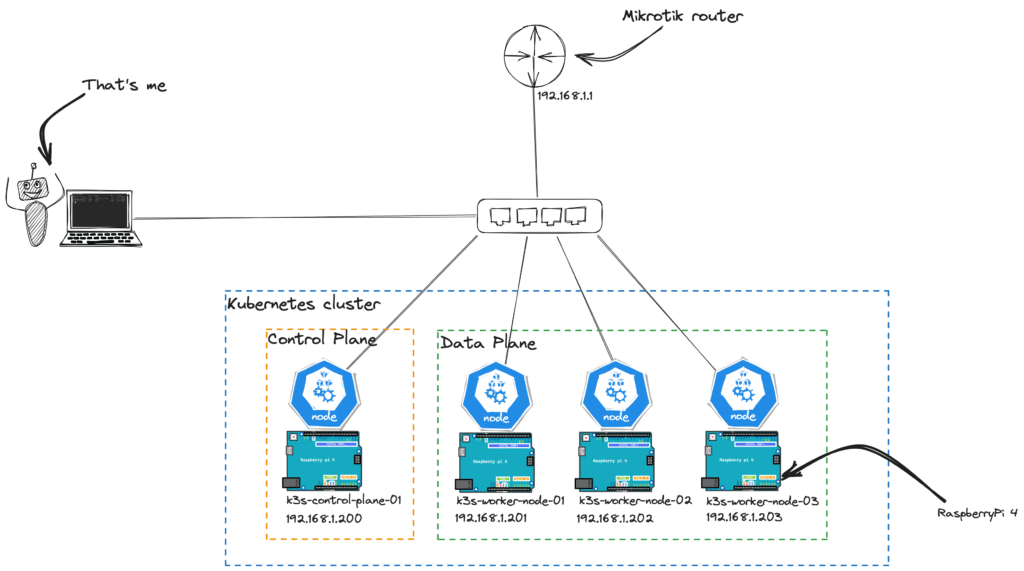 Mikrotik router
192.168.1.1
That's me
Kubernetes cluster
Control Plane
Data Plane
node
node
node
node
Raspberry pi 4
Raspberry pi 4
Raspberry pi 4
Raspberry pi 4
k3s-control-plane-01
192.168.1.200
k3s-worker-node-01
192.168.1.201
k3s-worker-node-02
192.168.1.202
k3s-worker-node-03
192.168.1.203
RaspberryPi 4